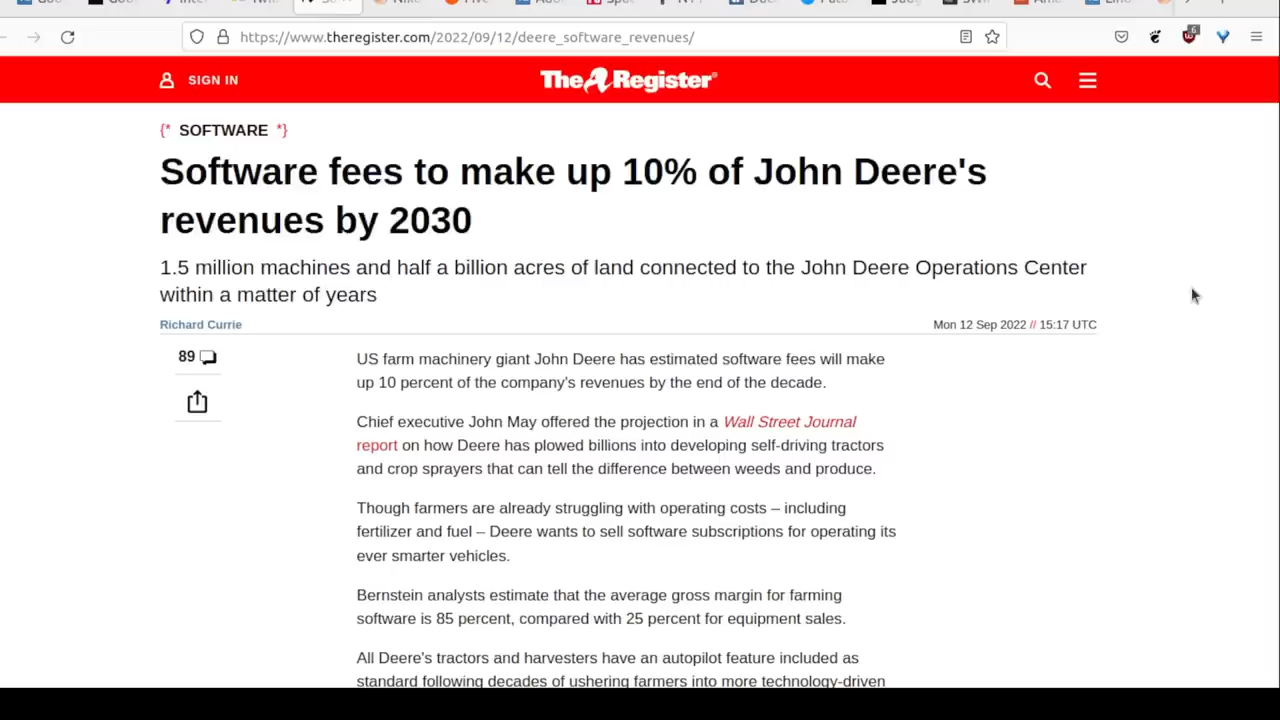 https://www.theregister.com/2022/09/12/deere_software_revenues/
6
SIGN IN
The Register®
{* SOFTWARE *}
Software fees to make up 10% of John Deere's
revenues by 2030
1.5 million machines and half a billion acres of land connected to the John Deere Operations Center
within a matter of years
Richard Currie
Mon 12 Sep 2022 // 15:17 UTC
89
US farm machinery giant John Deere has estimated software fees will make
up 10 percent of the company's revenues by the end of the decade.
Chief executive John May offered the projection in a Wall Street Journal
report on how Deere has plowed billions into developing self-driving tractors
and crop sprayers that can tell the difference between weeds and produce.
Though farmers are already struggling with operating costs – including
fertilizer and fuel – Deere wants to sell software subscriptions for operating its
ever smarter vehicles.
Bernstein analysts estimate that the average gross margin for farming
software is 85 percent, compared with 25 percent for equipment sales.
All Deere's tractors and harvesters have an autopilot feature included as
standard following decades of ushering farmers into more technology-driven